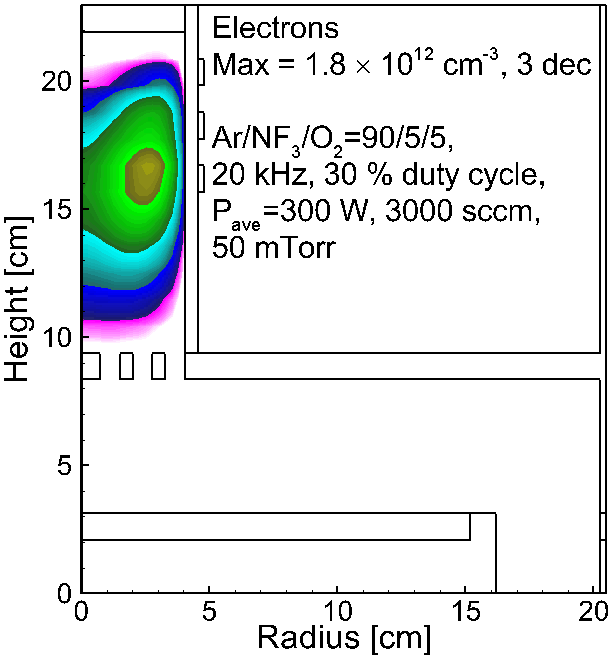 Electrons
Max = 1.8 × 10¹² cm⁻³, 3 dec
Ar/NF₃/O₂=90/5/5,
20 kHz, 30 % duty cycle,
Pₐᵥₑ=300 W, 3000 sccm,
50 mTorr
Height [cm]
20
15
10
5
0
0
5
10
15
20
Radius [cm]